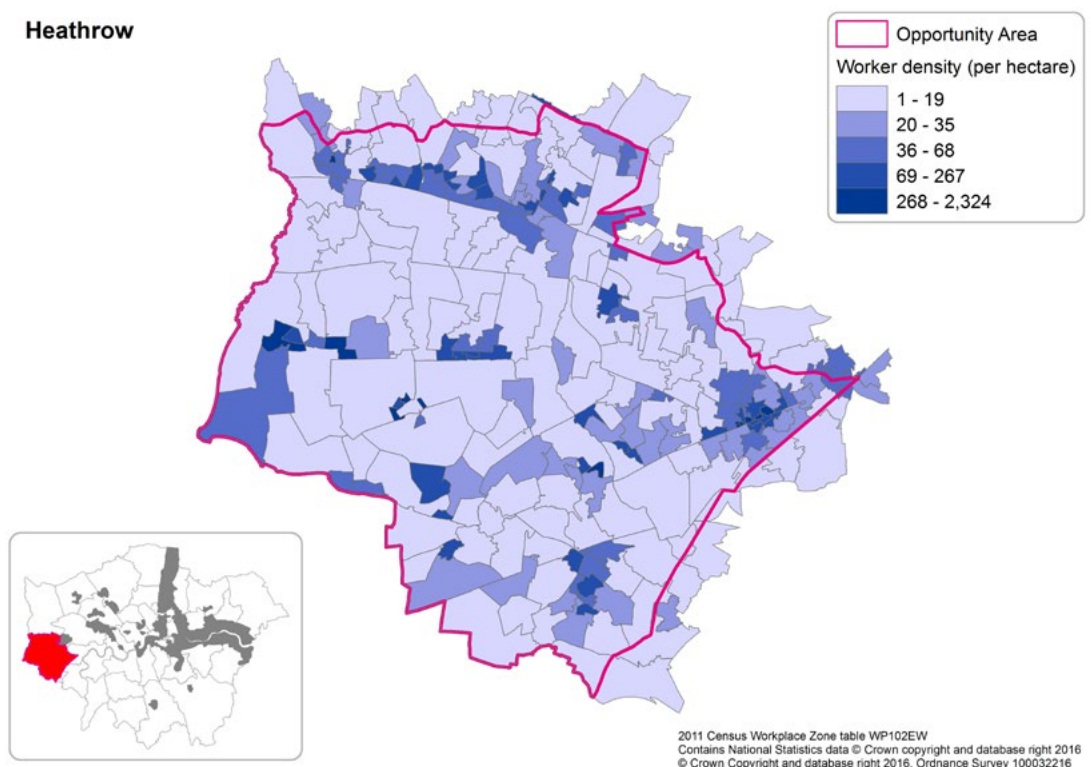 Heathrow
Opportunity Area
Worker density (per hectare)
1 - 19
20 - 35
36 - 68
69 - 267
268 - 2,324
2011 Census Workplace Zone table WP102EW
Contains National Statistics data © Crown copyright and database right 2016
© Crown Copyright and database right 2016. Ordnance Survey 100032216